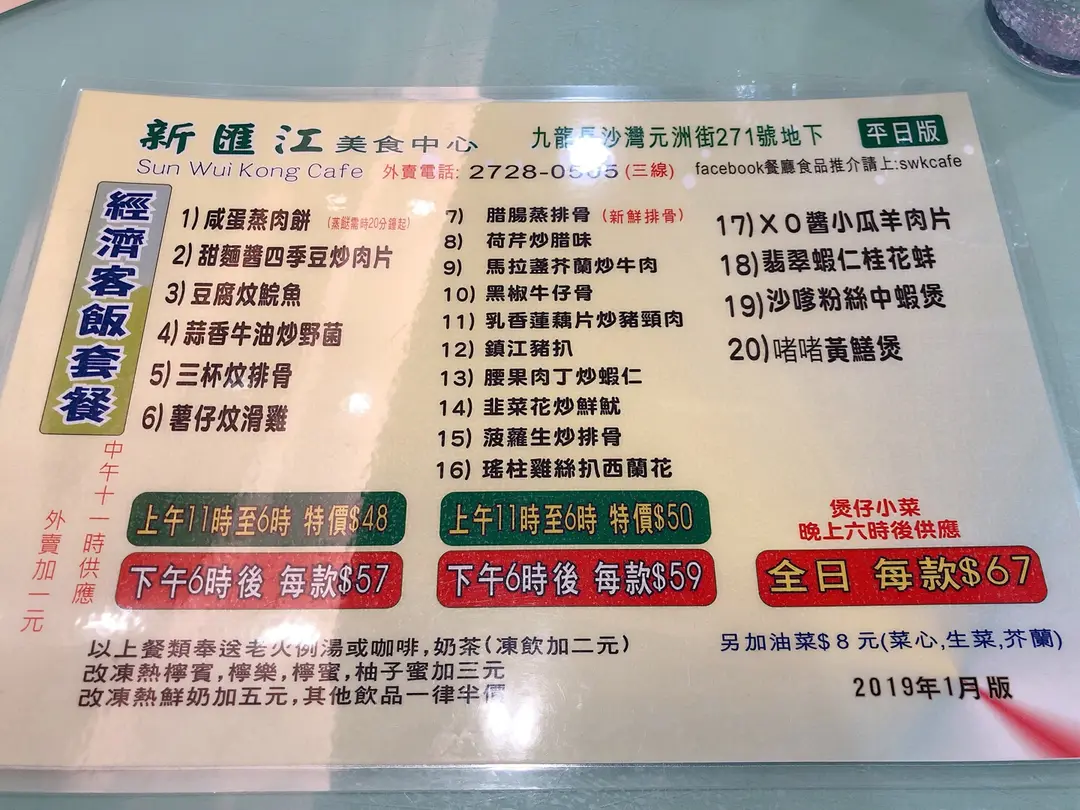 新匯江美食中心
Sun Wui Kong Cafe
九龍長沙灣元洲街271號地下
平日版
外賣電話: 2728-0505 (三線)
facebook餐廳食品推介請上:swkcafe
經濟客飯套餐
中午十一時供應
外賣加一元
1) 咸蛋蒸肉餅 (蒸餸需時20分鐘起)
2) 甜麵醬四季豆炒肉片
3) 豆腐炆鯇魚
4) 蒜香牛油炒野菌
5) 三杯炆排骨
6) 薯仔炆滑雞
上午11時至6時 特價$48
下午6時後 每款$57
7) 腊腸蒸排骨 (新鮮排骨)
8) 荷芹炒腊味
9) 馬拉盞芥蘭炒牛肉
10) 黑椒牛仔骨
11) 乳香蓮藕片炒豬頸肉
12) 鎮江豬扒
13) 腰果肉丁炒蝦仁
14) 韭菜花炒鮮魷
15) 菠蘿生炒排骨
16) 瑤柱雞絲扒西蘭花
上午11時至6時 特價$50
下午6時後 每款$59
17) XO醬小瓜羊肉片
18) 翡翠蝦仁桂花蚌
19) 沙嗲粉絲中蝦煲
20) 啫啫黃鱔煲
煲仔小菜
晚上六時後供應
全日 每款$67
以上餐類奉送老火例湯或咖啡,奶茶(凍飲加二元)
改凍熱檸賓,檸樂,檸蜜,柚子蜜加三元
改凍熱鮮奶加五元,其他飲品一律半價
另加油菜$8元(菜心,生菜,芥蘭)
2019年1月版